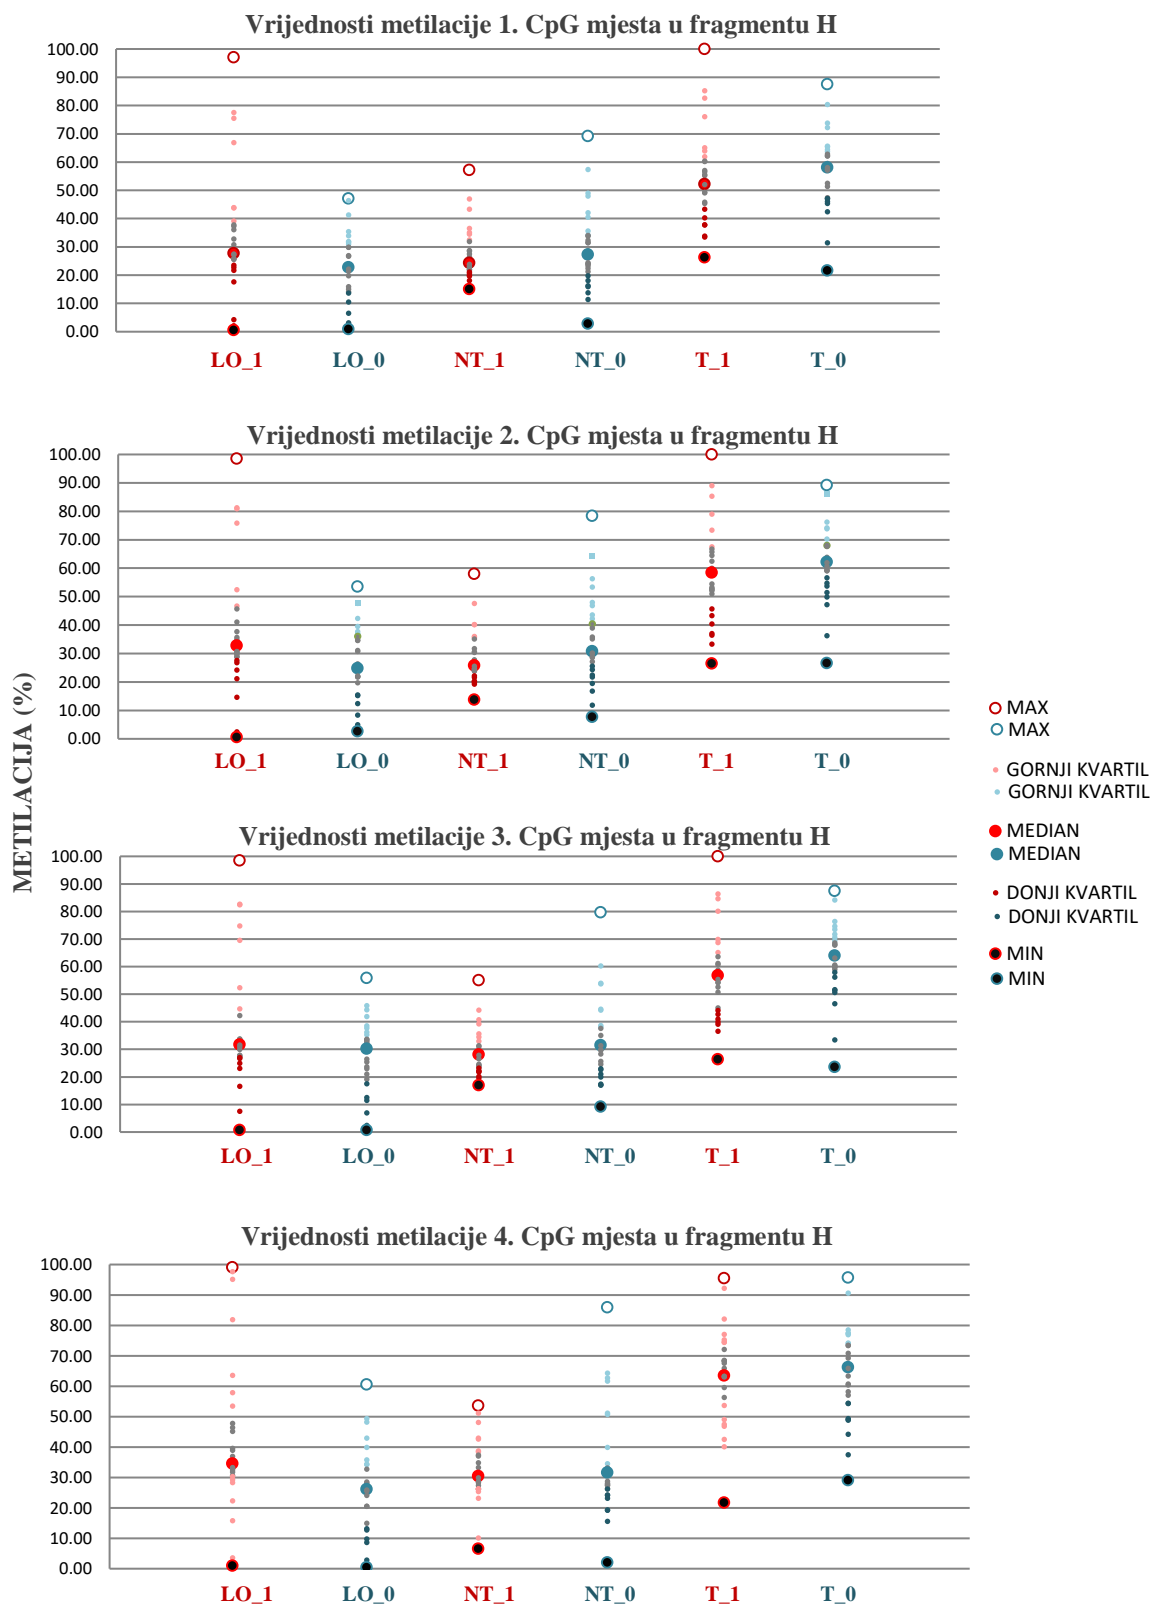 Vrijednosti metilacije 1. CpG mjesta u fragmentu H
100.00
90.00
80.00
70.00
60.00
50.00
40.00
30.00
20.00
10.00
0.00
LO_1 LO_0 NT_1 NT_0 T_1 T_0
Vrijednosti metilacije 2. CpG mjesta u fragmentu H
100.00
90.00
80.00
70.00
60.00
50.00
40.00
30.00
20.00
10.00
0.00
LO_1 LO_0 NT_1 NT_0 T_1 T_0
METILACIJA (%)
MAX
MAX
GORNJI KVARTIL
GORNJI KVARTIL
MEDIAN
MEDIAN
DONJI KVARTIL
DONJI KVARTIL
MIN
MIN
Vrijednosti metilacije 3. CpG mjesta u fragmentu H
100.00
90.00
80.00
70.00
60.00
50.00
40.00
30.00
20.00
10.00
0.00
LO_1 LO_0 NT_1 NT_0 T_1 T_0
Vrijednosti metilacije 4. CpG mjesta u fragmentu H
100.00
90.00
80.00
70.00
60.00
50.00
40.00
30.00
20.00
10.00
0.00
LO_1 LO_0 NT_1 NT_0 T_1 T_0